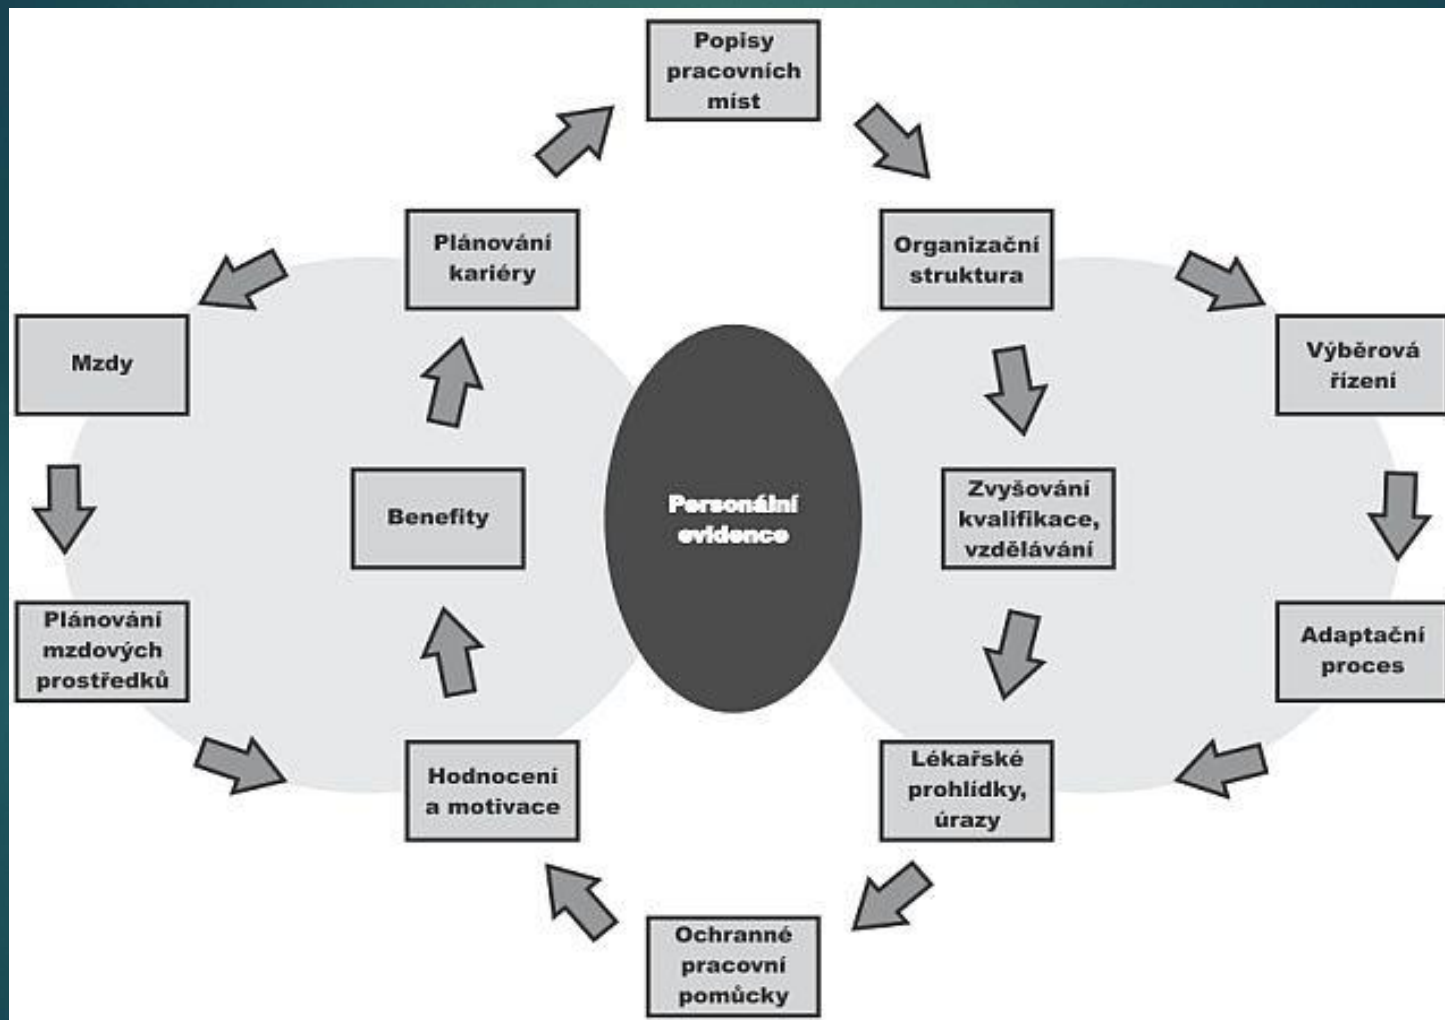 Popisy
pracovních
míst
Plánování
kariéry
Organizační
struktura
Mzdy
Výběrová
řízení
Benefity
Personální
evidence
Zvyšování
kvalifikace,
vzdělávání
Plánování
mzdových
prostředků
Adaptační
proces
Hodnocení
a motivace
Lékařské
prohlídky,
úrazy
Ochranné
pracovní
pomůcky